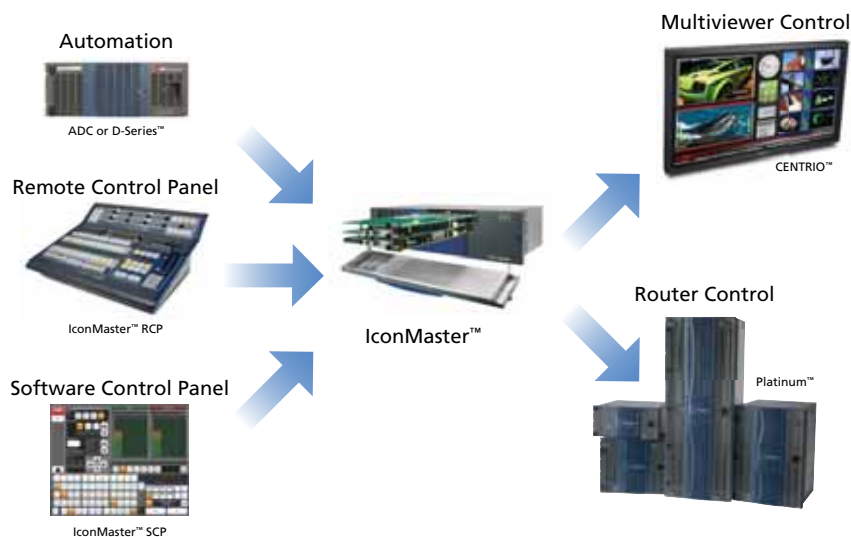 Automation
ADC or D-Series™
Remote Control Panel
IconMaster™ RCP
Software Control Panel
IconMaster™ SCP
IconMaster™
Multiviewer Control
CENTRIO™
Router Control
Platinum™